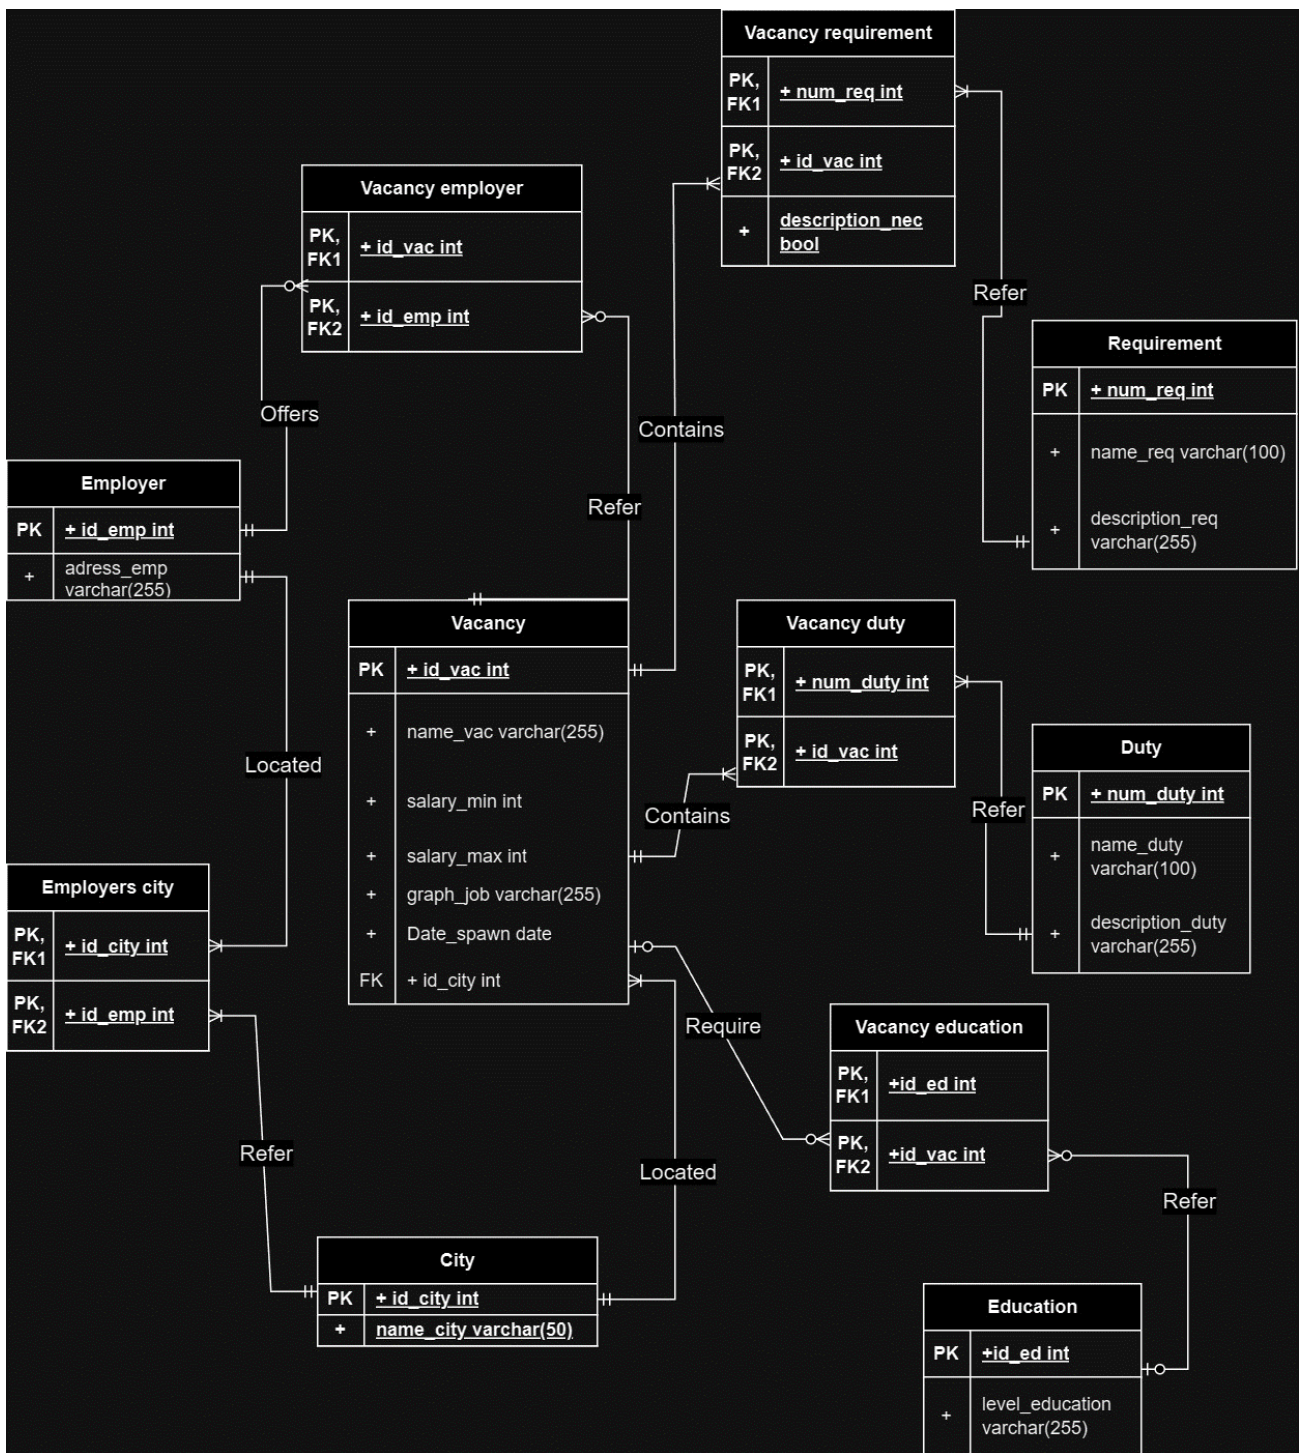 Vacancy requirement
PK,
FK1
+ num_req int
PK,
FK2
+ id_vac int
+
description_nec
bool
Vacancy employer
PK,
FK1
+ id_vac int
PK,
FK2
+ id_emp int
Refer
Requirement
PK
+ num_req int
+
name_req varchar(100)
+
description_req
varchar(255)
Offers
Contains
Employer
PK
+ id_emp int
+
adress_emp
varchar(255)
Refer
Vacancy
PK
+ id_vac int
+
name_vac varchar(255)
+
salary_min int
+
salary_max int
+
graph_job varchar(255)
+
Date_spawn date
FK
+ id_city int
Vacancy duty
PK,
FK1
+ num_duty int
PK,
FK2
+ id_vac int
Located
Contains
Refer
Duty
PK
+ num_duty int
+
name_duty
varchar(100)
+
description_duty
varchar(255)
Employers city
PK,
FK1
+ id_city int
PK,
FK2
+ id_emp int
Require
Vacancy education
PK,
FK1
+id_ed int
PK,
FK2
+id_vac int
Refer
Located
Refer
City
PK
+ id_city int
+
name_city varchar(50)
Education
PK
+id_ed int
+
level_education
varchar(255)